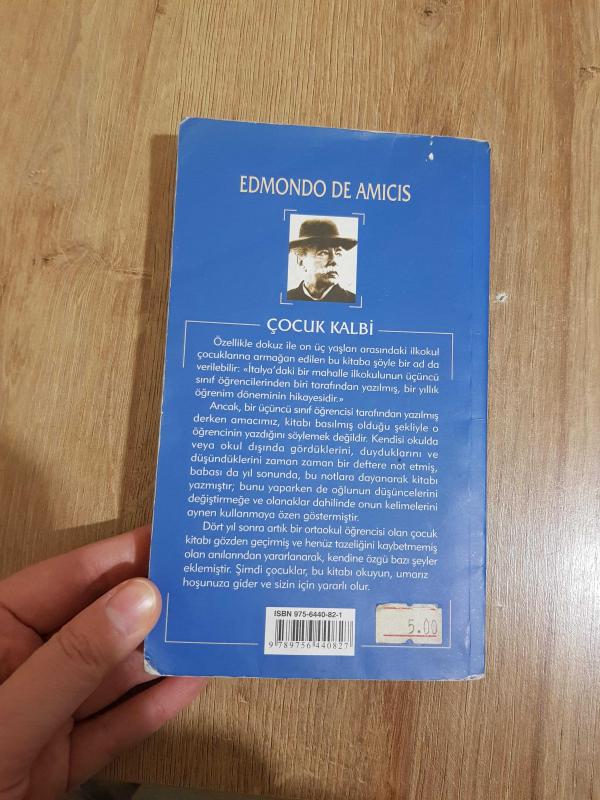 EDMONDO DE AMICIS
ÇOCUK KALBİ
Özellikle dokuz ile on üç yaşları arasındaki ilkokul
çocuklarına armağan edilen bu kitaba şöyle bir ad da
verilebilir: «İtalya'daki bir mahalle ilkokulunun üçüncü
sınıf öğrencilerinden biri tarafından yazılmış, bir yıllık
öğrenim döneminin hikayesidir.»
Ancak, bir üçüncü sınıf öğrencisi tarafından yazılmış
derken amacımız, kitabı basılmış olduğu şekliyle o
öğrencinin yazdığını söylemek değildir. Kendisi okulda
veya okul dışında gördüklerini, duyduklarını ve
düşündüklerini zaman zaman bir deftere not etmiş,
babası da yıl sonunda, bu notlara dayanarak kitabı
yazmıştır; bunu yaparken de oğlunun düşüncelerini
değiştirmeğe ve olanaklar dahilinde onun kelimelerini
aynen kullanmaya özen göstermiştir.
Dört yıl sonra artık bir ortaokul öğrencisi olan çocuk
kitabı gözden geçirmiş ve henüz tazeliğini kaybetmemiş
olan anılarından yararlanarak, kendine özgü bazı şeyler
eklemiştir. Şimdi çocuklar, bu kitabı okuyun, umarız
hoşunuza gider ve sizin için yararlı olur.
ISBN 975-6440-82-1
9 789756 440827
5.00